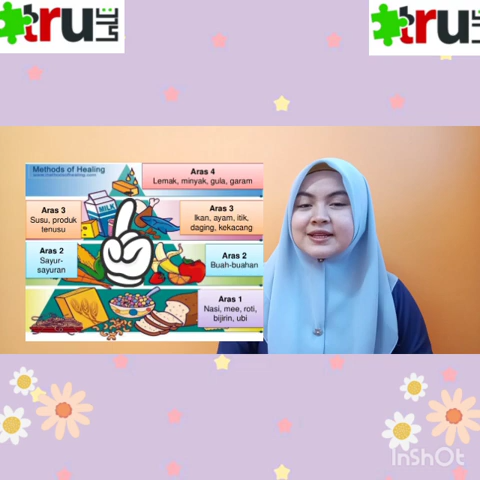 tru
tru
Methods of Healing
Aras 4
Lemak, minyak, gula, garam
Aras 3
Susu, produk
tenusu
MILK
Aras 3
Ikan, ayam, itik,
daging, kekacang
Aras 2
Sayur-
sayuran
Aras 2
Buah-buahan
Aras 1
Nasi, mee, roti,
bijirin, ubi
InShOt